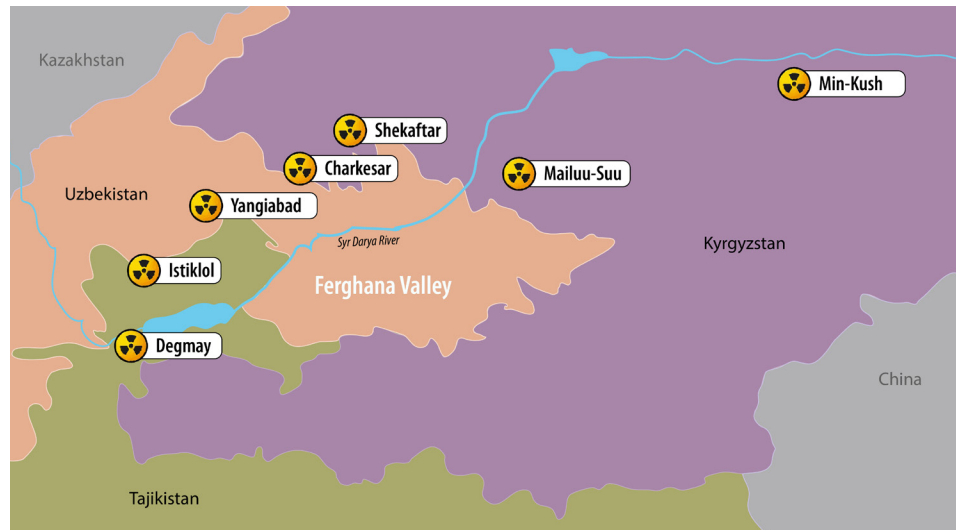 Kazakhstan
Min-Kush
Shekaftar
Charkesar
Mailuu-Suu
Uzbekistan
Yangiabad
Syr Darya River
Kyrgyzstan
Istiklol
Ferghana Valley
Degmay
China
Tajikistan